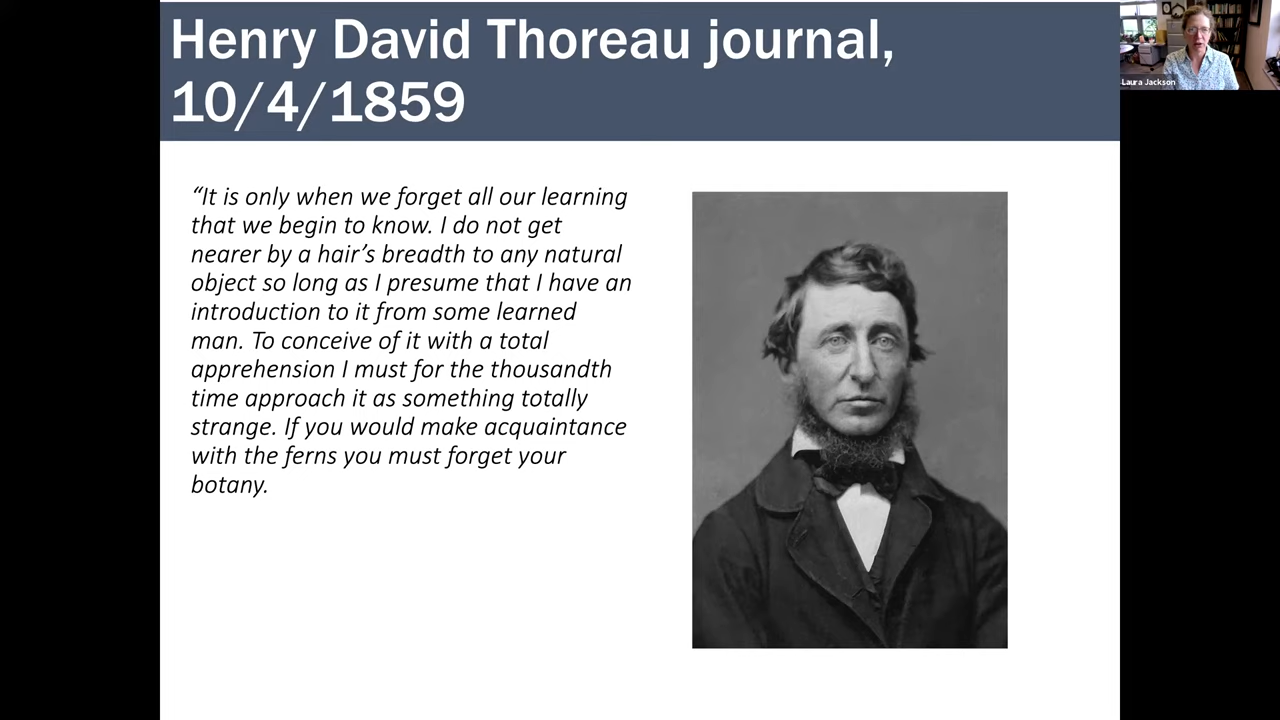 Henry David Thoreau journal,
10/4/1859
Laura Jackson
“It is only when we forget all our learning
that we begin to know. I do not get
nearer by a hair’s breadth to any natural
object so long as I presume that I have an
introduction to it from some learned
man. To conceive of it with a total
apprehension I must for the thousandth
time approach it as something totally
strange. If you would make acquaintance
with the ferns you must forget your
botany.